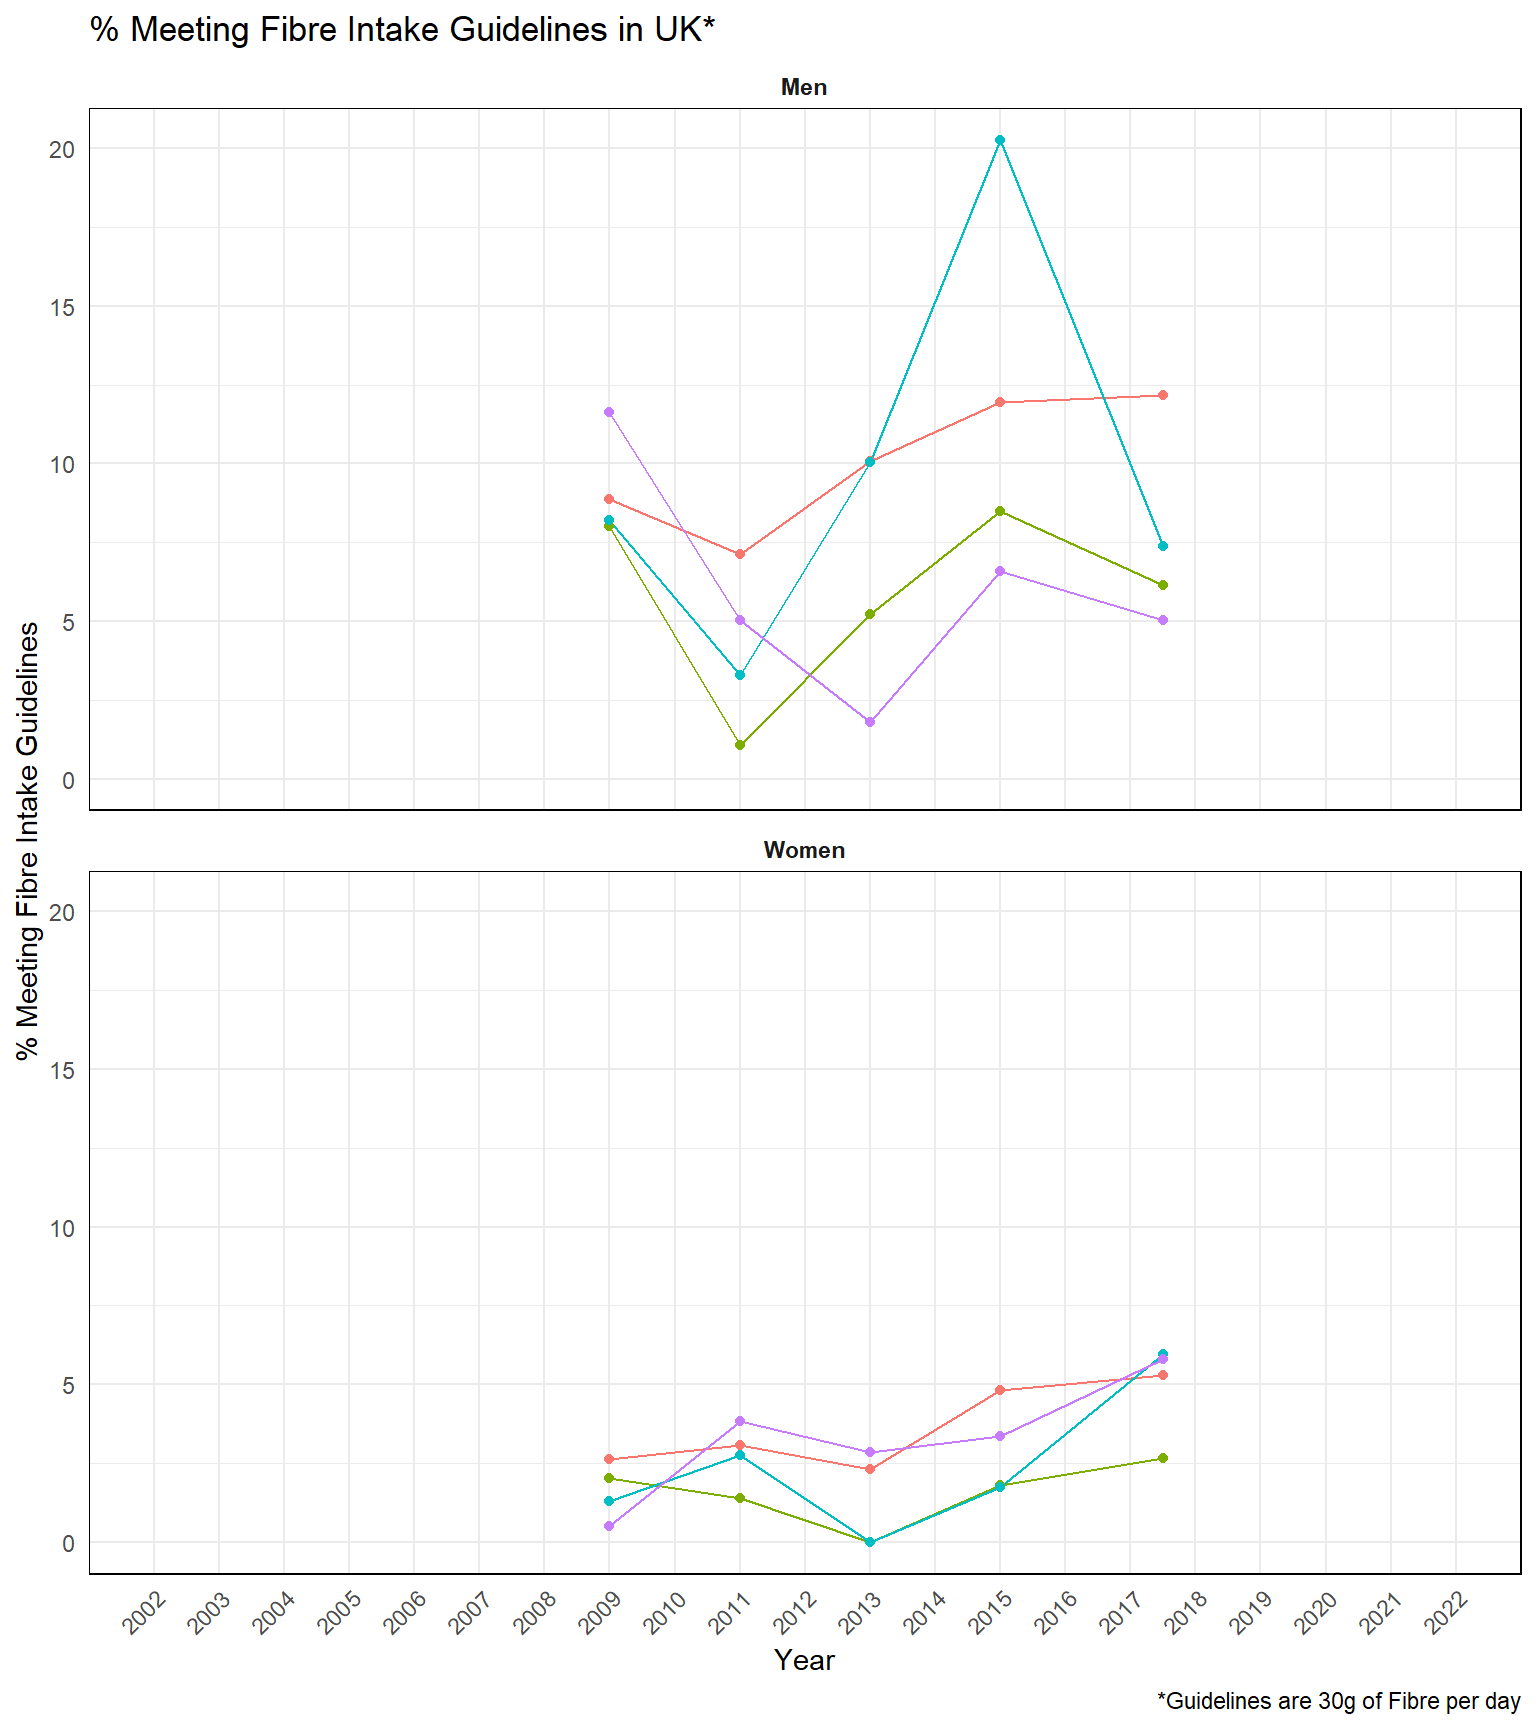 % Meeting Fibre Intake Guidelines in UK*
Men
20
15
10
5
0
% Meeting Fibre Intake Guidelines
Women
20
15
10
5
0
2002 2003 2004 2005 2006 2007 2008 2009 2010 2011 2012 2013 2014 2015 2016 2017 2018 2019 2020 2021 2022
Year
*Guidelines are 30g of Fibre per day